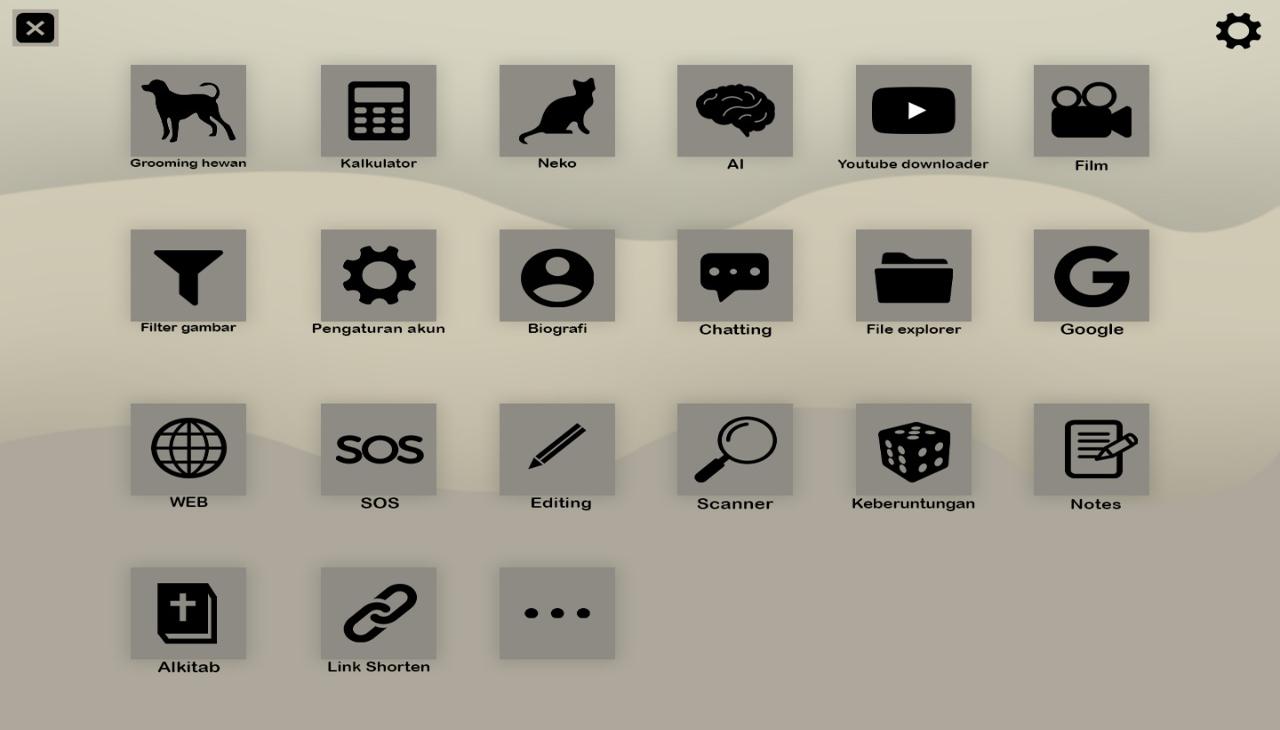 Grooming hewan
Kalkulator
Neko
AI
Youtube downloader
Film
Filter gambar
Pengaturan akun
Biografi
Chatting
File explorer
Google
SOS
WEB
SOS
Editing
Scanner
Keberuntungan
Notes
Alkitab
Link Shorten